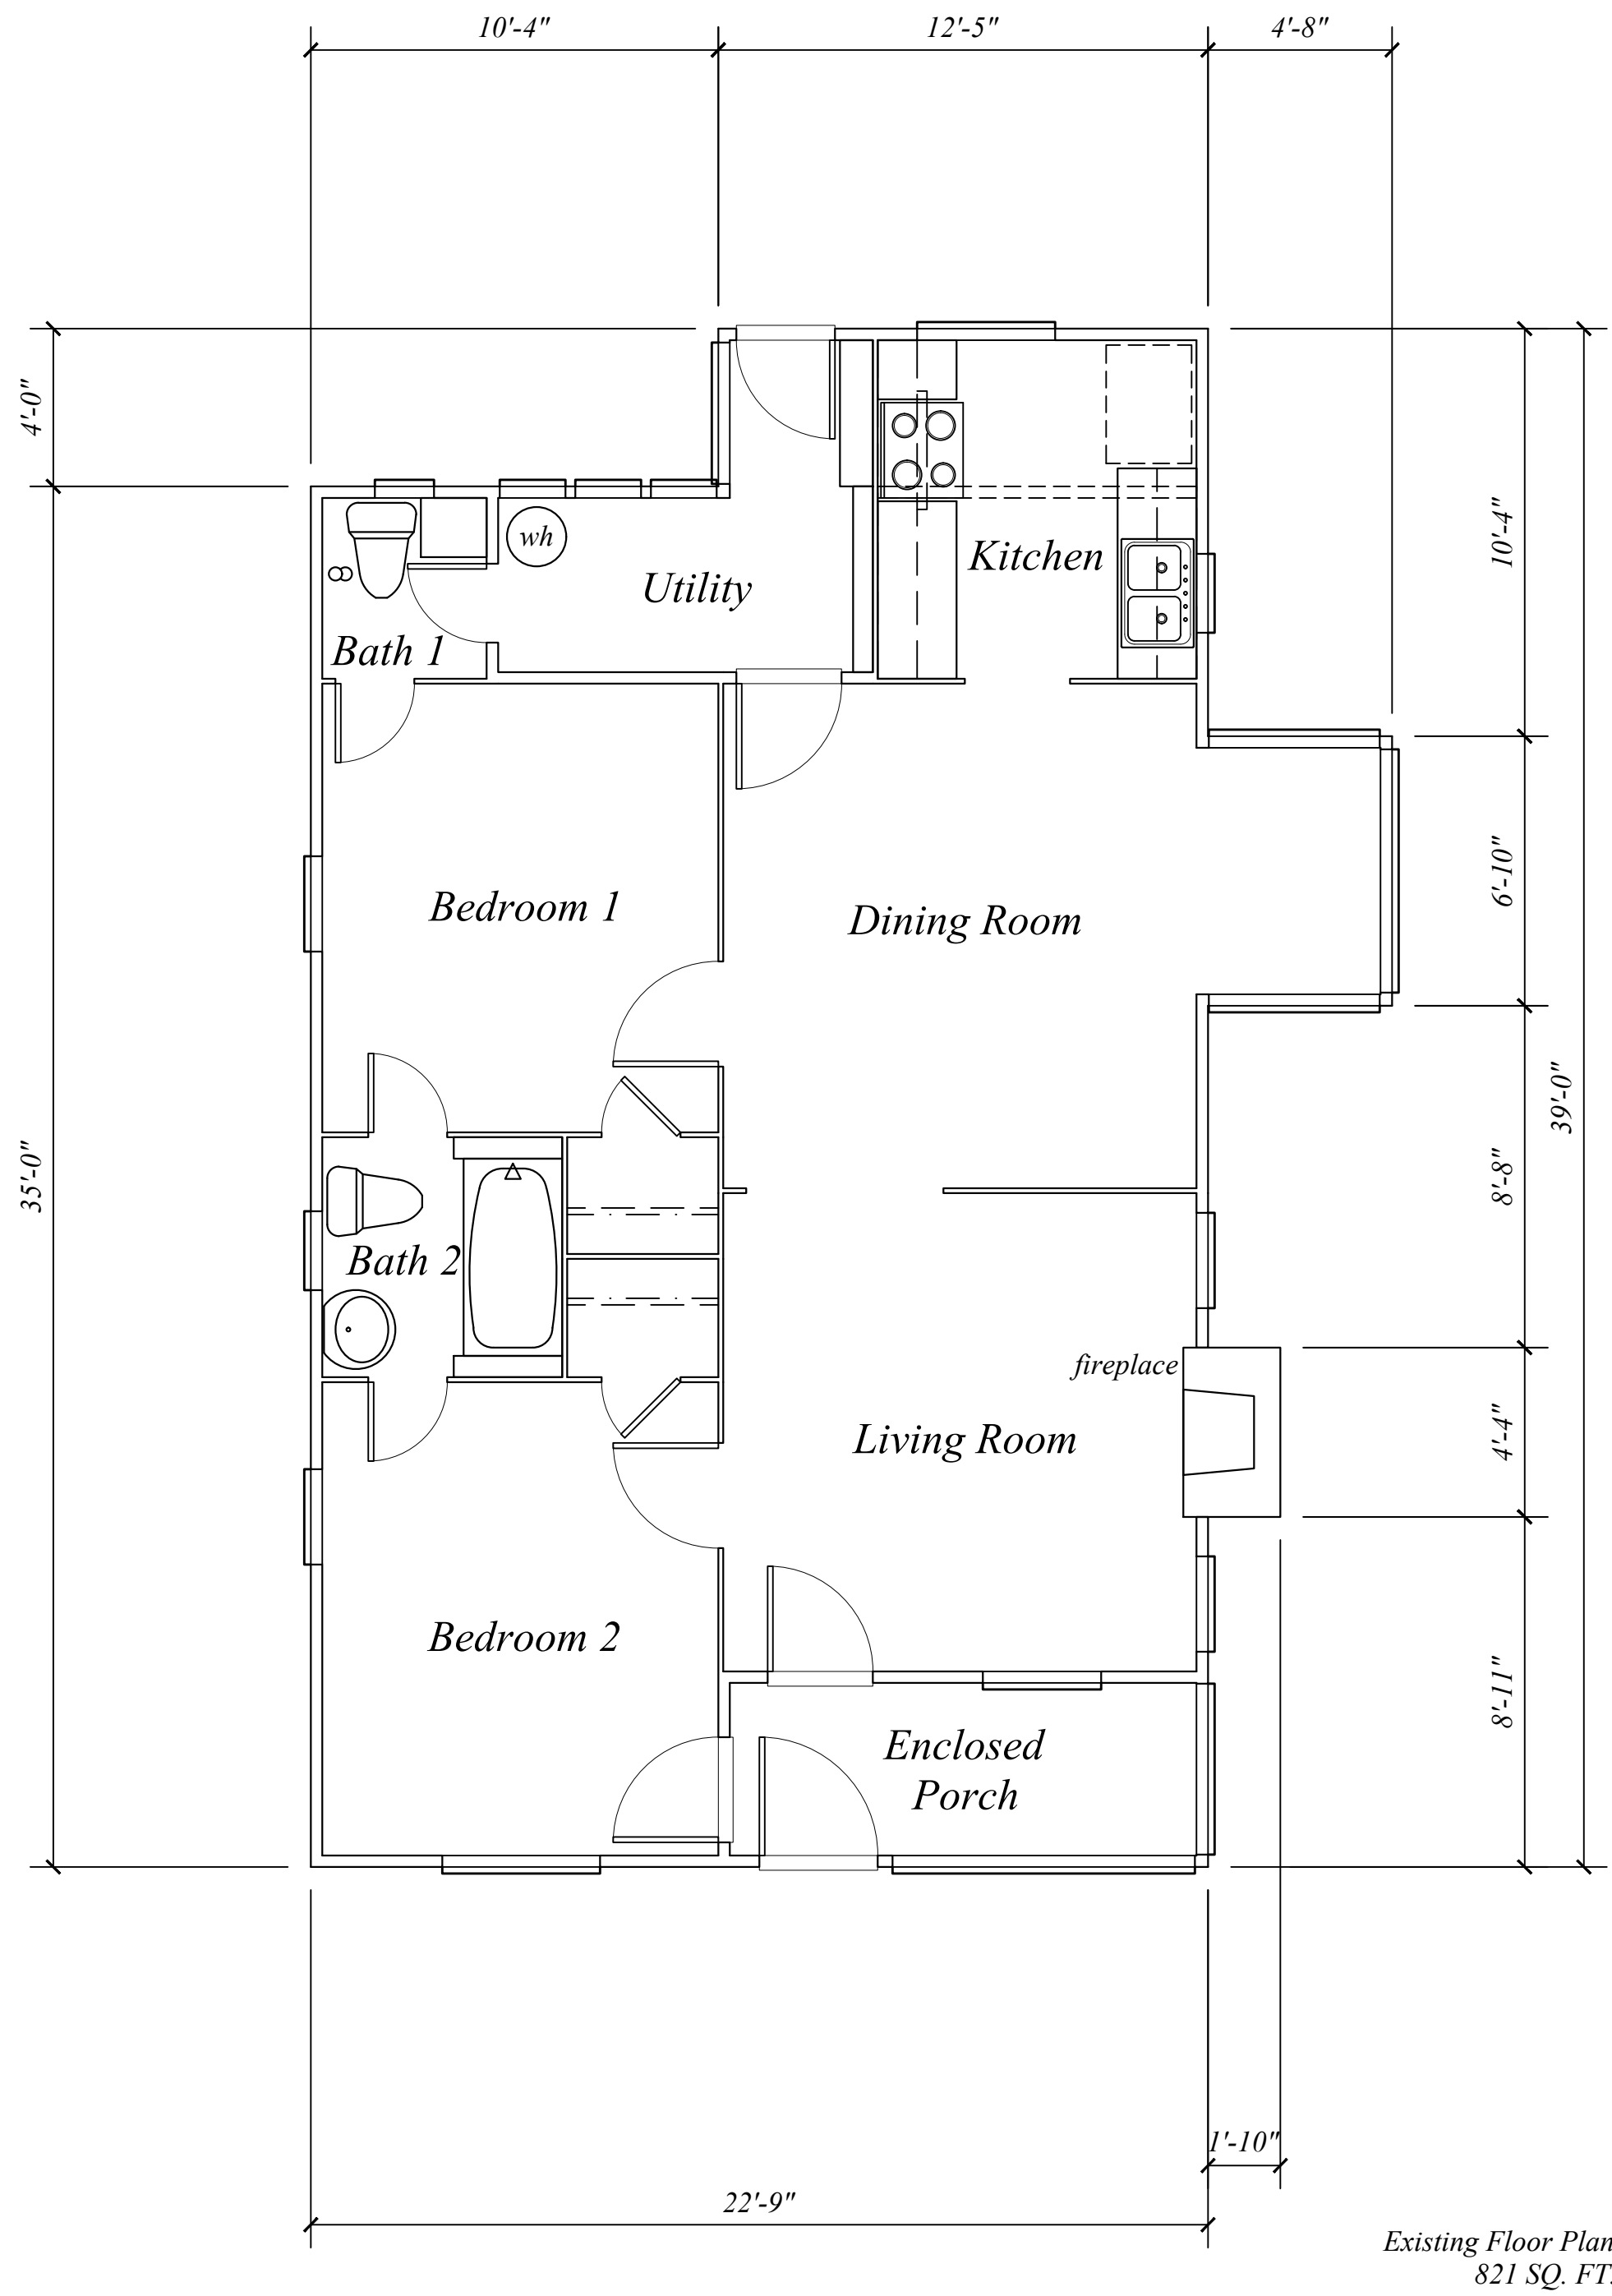 10'-4"
12'-5"
4'-8"
4'-0"
10'-4"
wh
Kitchen
Utility
Bath 1
6'-10"
Bedroom 1
Dining Room
39'-0"
35'-0"
8'-8"
Bath 2
fireplace
4'-4"
Living Room
Bedroom 2
8'-11"
Enclosed
Porch
1'-10"
22'-9"
Existing Floor Plan
821 SQ. FT.